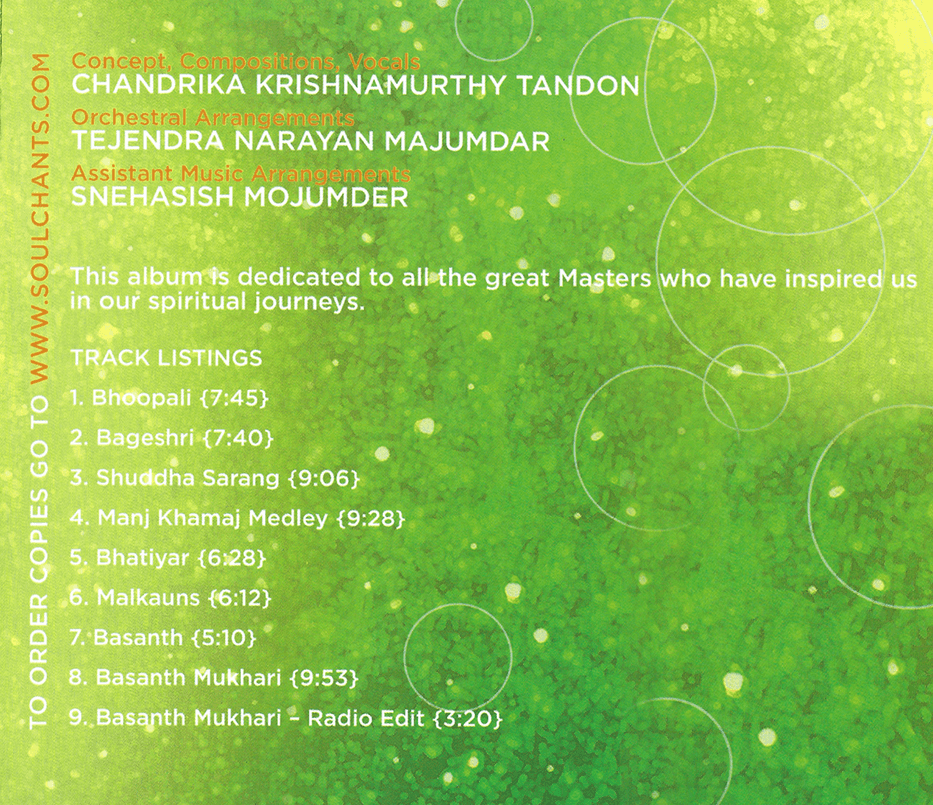 Concept, Compositions, Vocals
CHANDRIKA KRISHNAMURTHY TANDON
Orchestral Arrangements
TEJENDRA NARAYAN MAJUMDAR
Assistant Music Arrangements
SNEHASISH MOJUMDER
This album is dedicated to all the great Masters who have inspired us
in our spiritual journeys.
TRACK LISTINGS
1. Bhoopali {7:45}
2. Bageshri {7:40}
3. Shuddha Sarang {9:06}
4. Manj Khamaj Medley {9:28}
5. Bhatiyar {6:28}
6. Malkauns {6:12}
7. Basanth {5:10}
8. Basanth Mukhari {9:53}
9. Basanth Mukhari – Radio Edit {3:20}
TO ORDER COPIES GO TO WWW.SOULCHANTS.COM